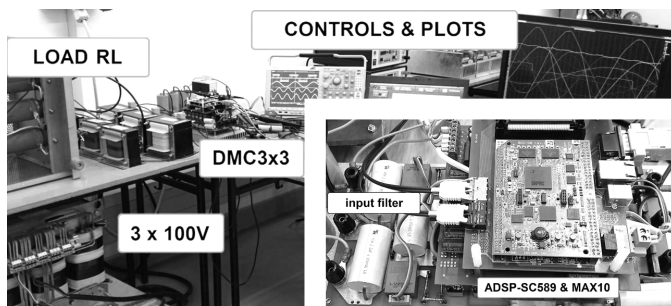 CONTROLS & PLOTS
LOAD RL
DMC3x3
input filter
3 x 100V
ADSP-SC589 & MAX10